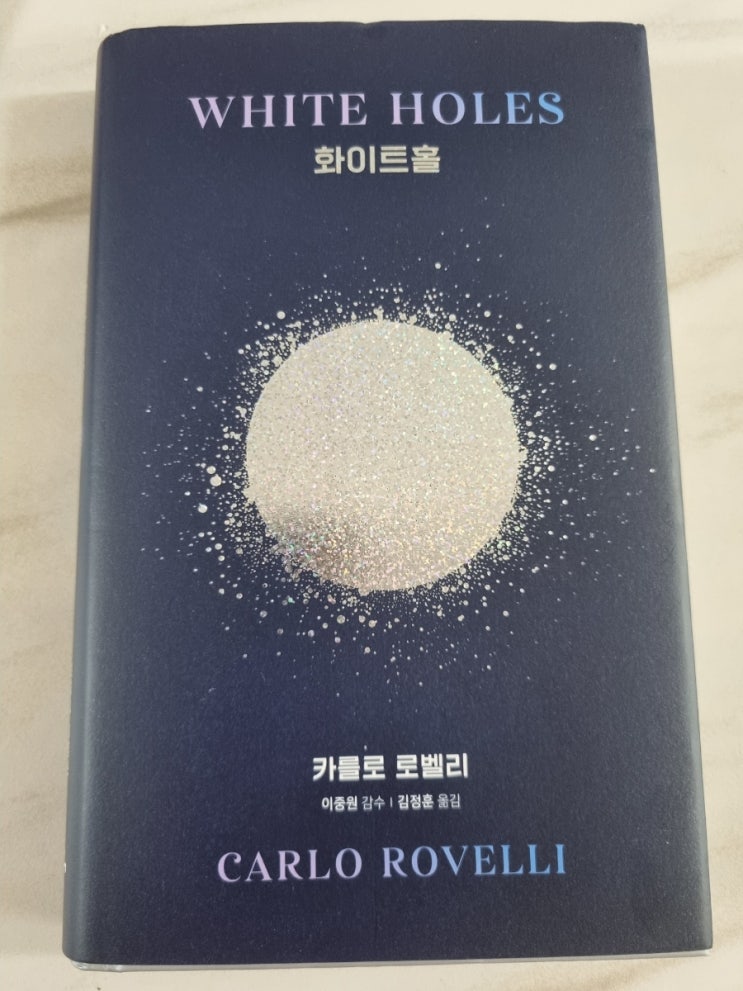 WHITE HOLES
화이트홀
카를로 로벨리
이중원 감수 | 김정훈 옮김
CARLO ROVELLI